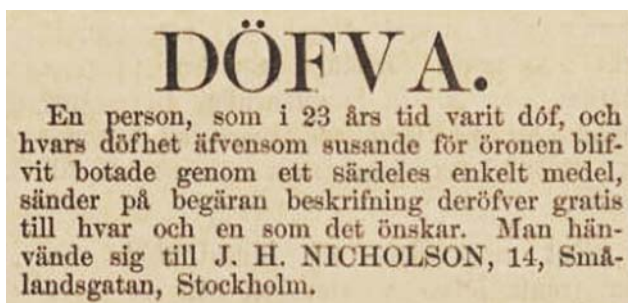 DÖFVA.
En person, som i 23 års tid varit döf, och
hvars döfhet äfvensom susande för öronen blif-
vit botade genom ett särdeles enkelt medel,
sänder på begäran beskrifning deröfver gratis
till hvar och en som det önskar. Man hän-
vände sig till J. H. NICHOLSON, 14, Små-
landsgatan, Stockholm.